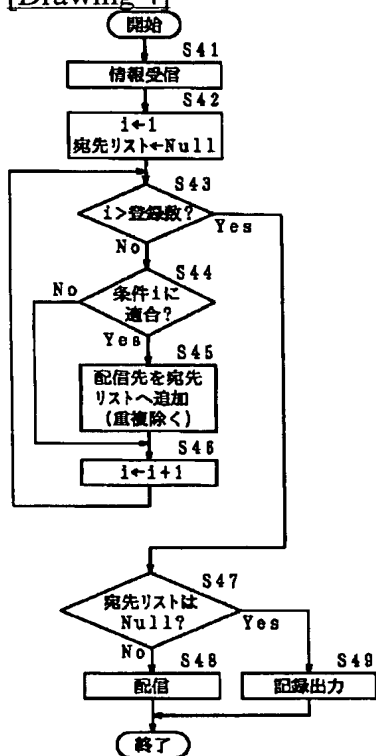 [Drawing 4]
開始
S41
情報受信
S42
i←1
宛先リスト←Null
S43
i>登録数?
Yes
No
S44
No
条件iに
適合?
Yes
S45
配信先を宛先
リストへ追加
(重複除く)
S46
i←i+1
S47
宛先リストは
Null?
Yes
No
S48
S49
配信
記録出力
終了